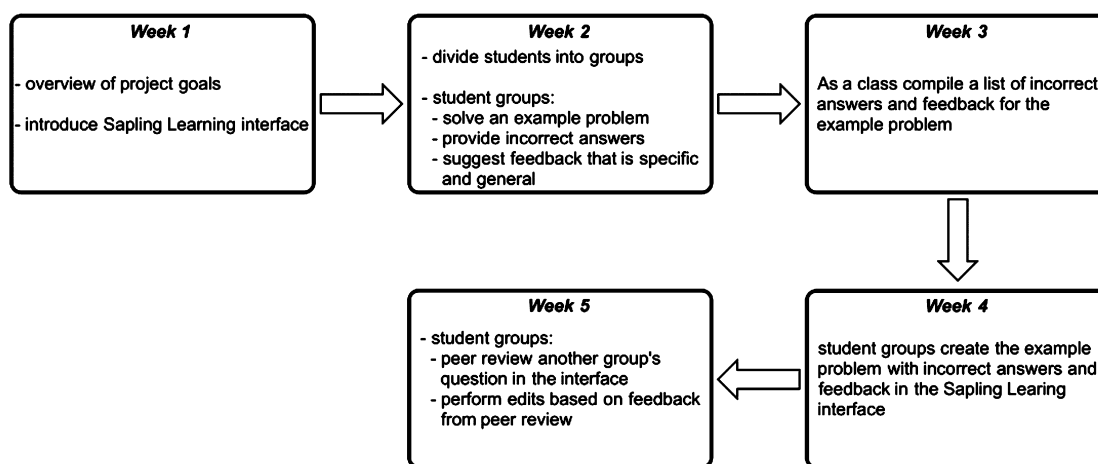 Week 1
- overview of project goals
- introduce Sapling Learning interface
Week 2
- divide students into groups
- student groups:
- solve an example problem
- provide incorrect answers
- suggest feedback that is specific
and general
Week 3
As a class compile a list of incorrect
answers and feedback for the
example problem
Week 4
student groups create the example
problem with incorrect answers and
feedback in the Sapling Learing
interface
Week 5
- student groups:
- peer review another group's
question in the interface
- perform edits based on feedback
from peer review